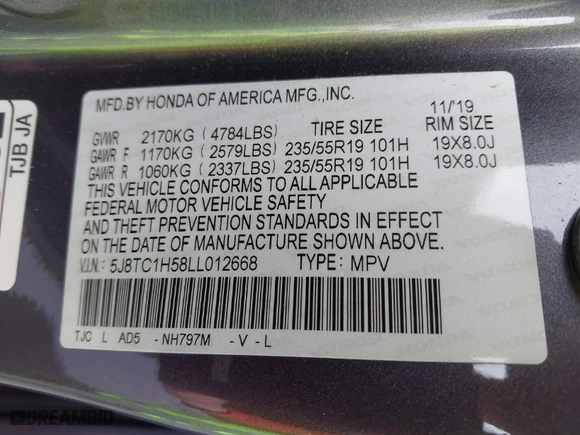 MFD.BY HONDA OF AMERICA MFG.,INC. 11/'19
GVWR 2170KG (4784LBS) TIRE SIZE RIM SIZE
GAWR F 1170KG (2579LBS) 235/55R19 101H 19X8.0J
GAWR R 1060KG (2337LBS) 235/55R19 101H 19X8.0J
THIS VEHICLE CONFORMS TO ALL APPLICABLE
FEDERAL MOTOR VEHICLE SAFETY
AND THEFT PREVENTION STANDARDS IN EFFECT
ON THE DATE OF MANUFACTURE SHOWN ABOVE.
V.I.N: 5J8TC1H58LL012668 TYPE: MPV
TJC L AD5 -NH797M -V -L
TJB JA
DREAMBID